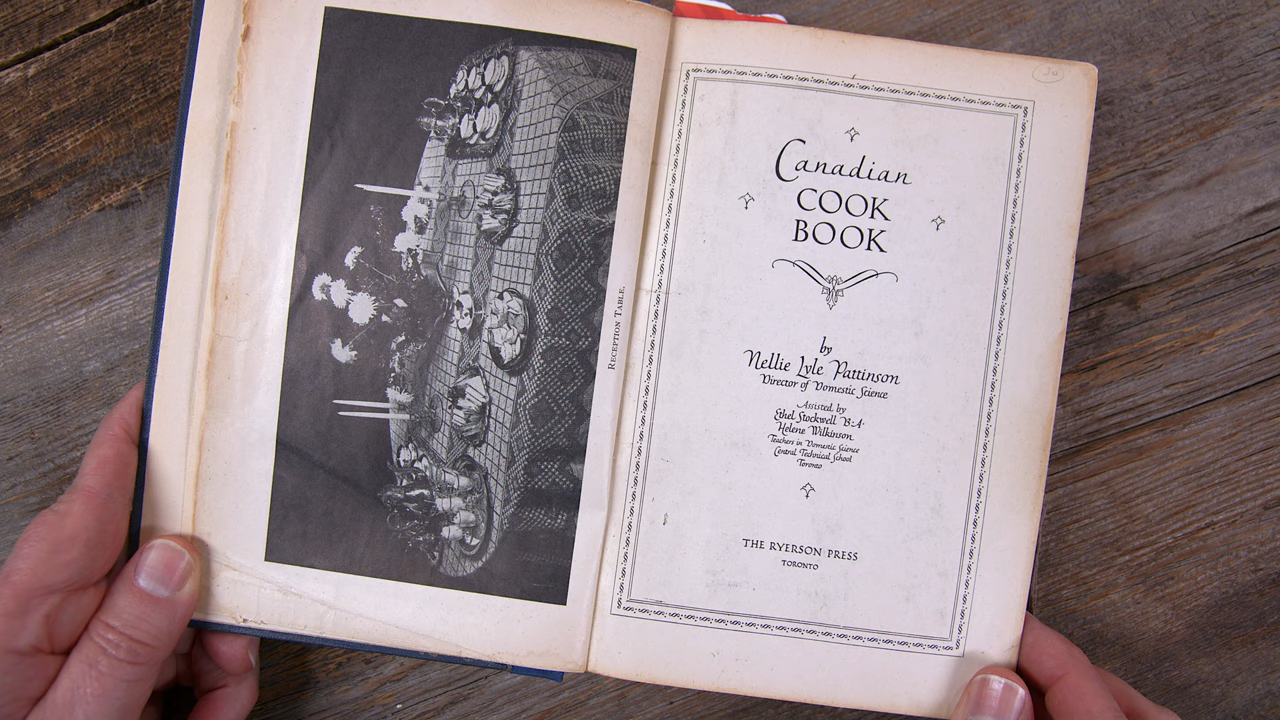 RECEPTION TABLE.
Canadian
COOK
BOOK
by
Nellie Lyle Pattinson
Director of Domestic Science
Assisted by
Ethel Stockwell B.A.
Helene Wilkinson
Teachers in Domestic Science
Central Technical School
Toronto
THE RYERSON PRESS
TORONTO